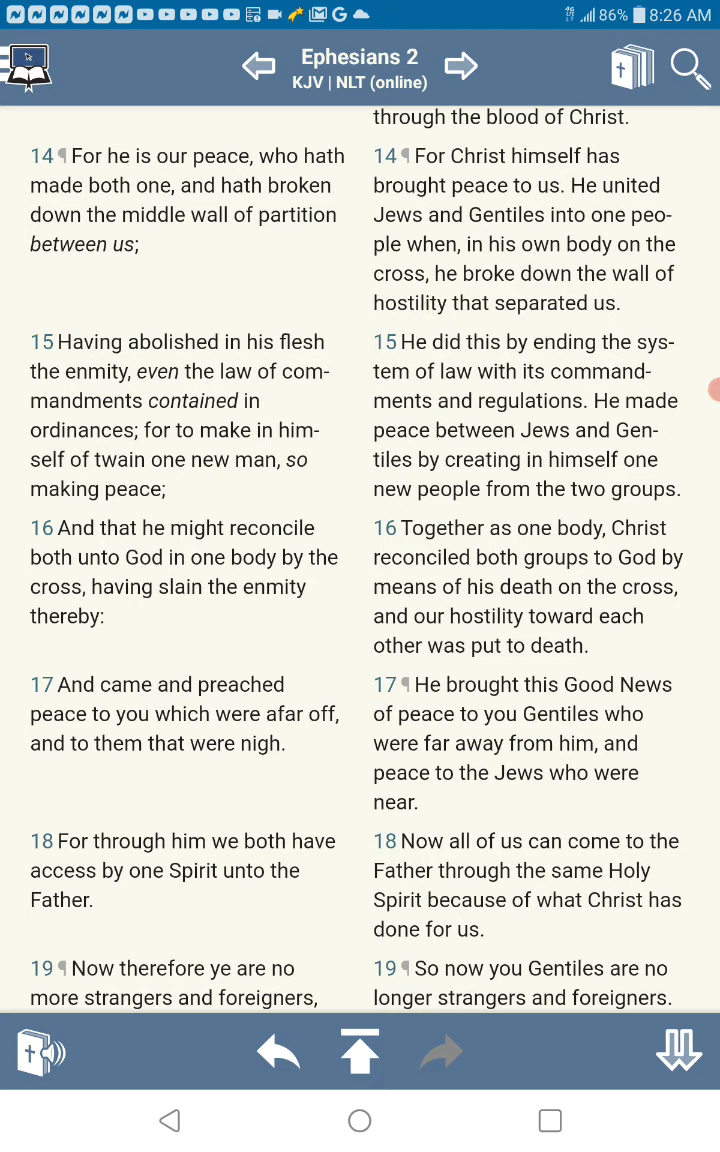 86% 8:26 AM
Ephesians 2
KJV | NLT (online)
through the blood of Christ.
14 ¶ For he is our peace, who hath
made both one, and hath broken
down the middle wall of partition
between us;
14 ¶ For Christ himself has
brought peace to us. He united
Jews and Gentiles into one peo-
ple when, in his own body on the
cross, he broke down the wall of
hostility that separated us.
15 Having abolished in his flesh
the enmity, even the law of com-
mandments contained in
ordinances; for to make in him-
self of twain one new man, so
making peace;
15 He did this by ending the sys-
tem of law with its command-
ments and regulations. He made
peace between Jews and Gen-
tiles by creating in himself one
new people from the two groups.
16 And that he might reconcile
both unto God in one body by the
cross, having slain the enmity
thereby:
16 Together as one body, Christ
reconciled both groups to God by
means of his death on the cross,
and our hostility toward each
other was put to death.
17 And came and preached
peace to you which were afar off,
and to them that were nigh.
17 ¶ He brought this Good News
of peace to you Gentiles who
were far away from him, and
peace to the Jews who were
near.
18 For through him we both have
access by one Spirit unto the
Father.
18 Now all of us can come to the
Father through the same Holy
Spirit because of what Christ has
done for us.
19 ¶ Now therefore ye are no
more strangers and foreigners,
19 ¶ So now you Gentiles are no
longer strangers and foreigners.